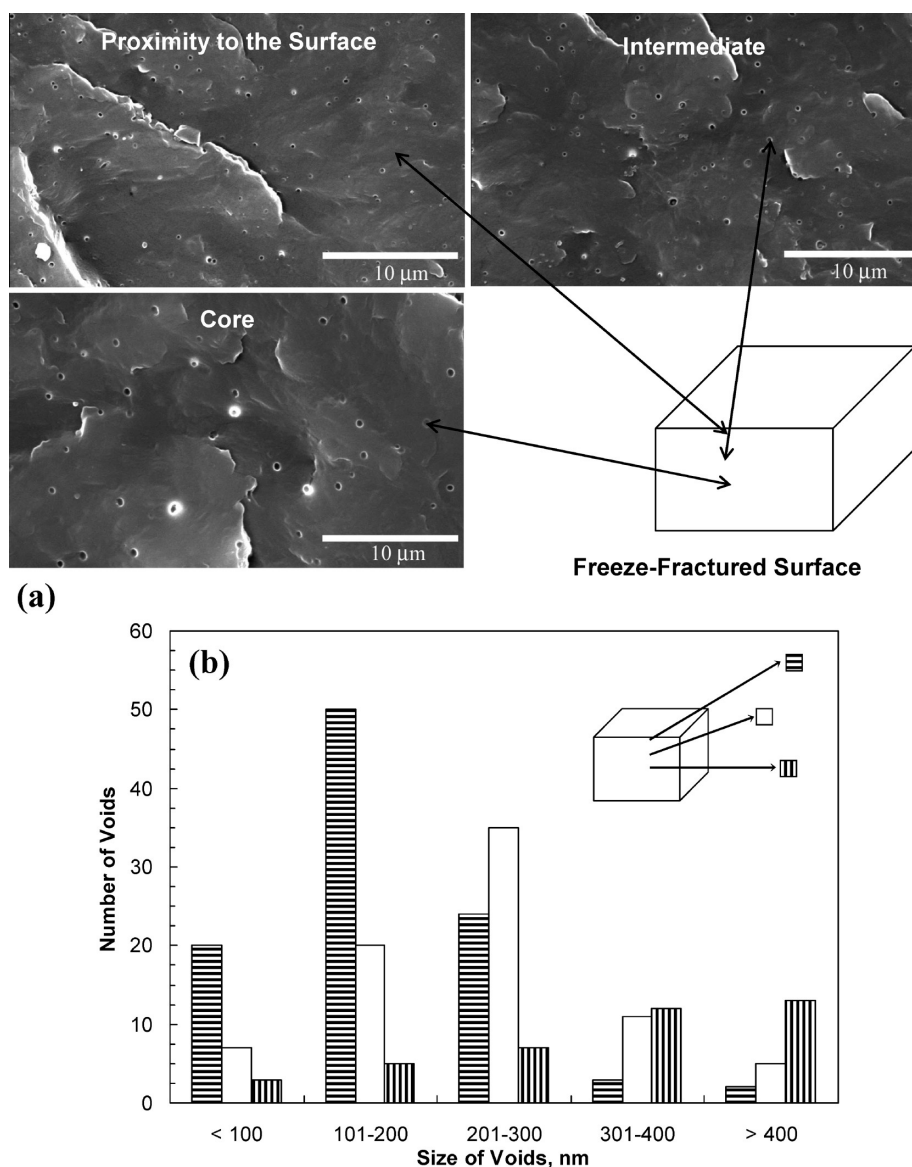 Proximity to the Surface
Intermediate
10 µm
10 µm
Core
10 µm
Freeze-Fractured Surface
(a)
(b)
60
50
40
30
20
10
0
Number of Voids
< 100
101-200
201-300
301-400
> 400
Size of Voids, nm